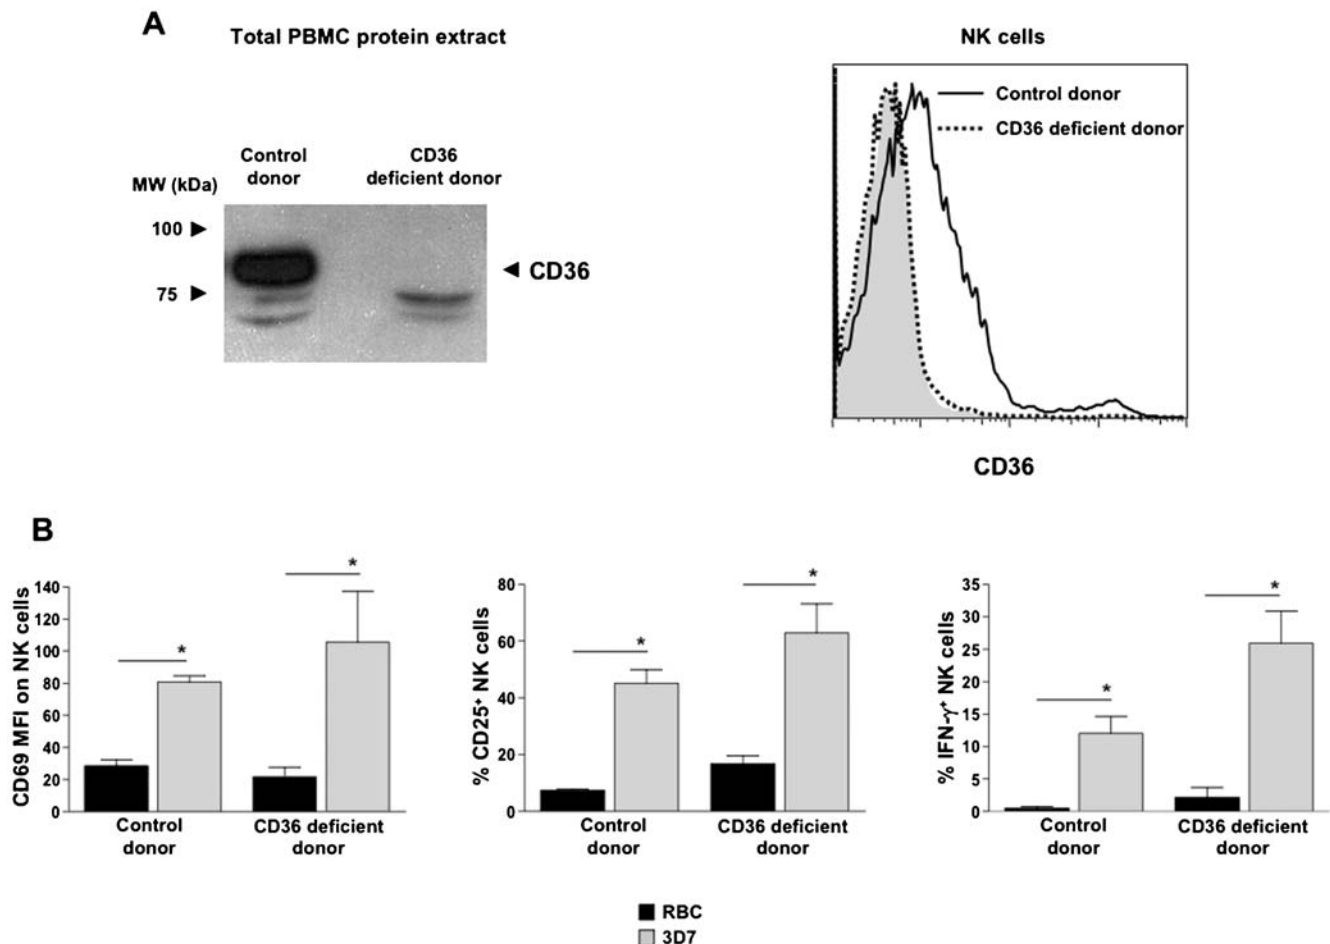 A
Total PBMC protein extract
NK cells
Control donor
CD36 deficient donor
Control
donor
CD36
deficient donor
MW (kDa)
100
75
CD36
CD36
B
CD69 MFI on NK cells
140
120
100
80
60
40
20
0
*
*
Control
donor
CD36 deficient
donor
% CD25⁺ NK cells
80
60
40
20
0
*
*
Control
donor
CD36 deficient
donor
% IFN-γ⁺ NK cells
35
30
25
20
15
10
5
0
*
*
Control
donor
CD36 deficient
donor
RBC
3D7